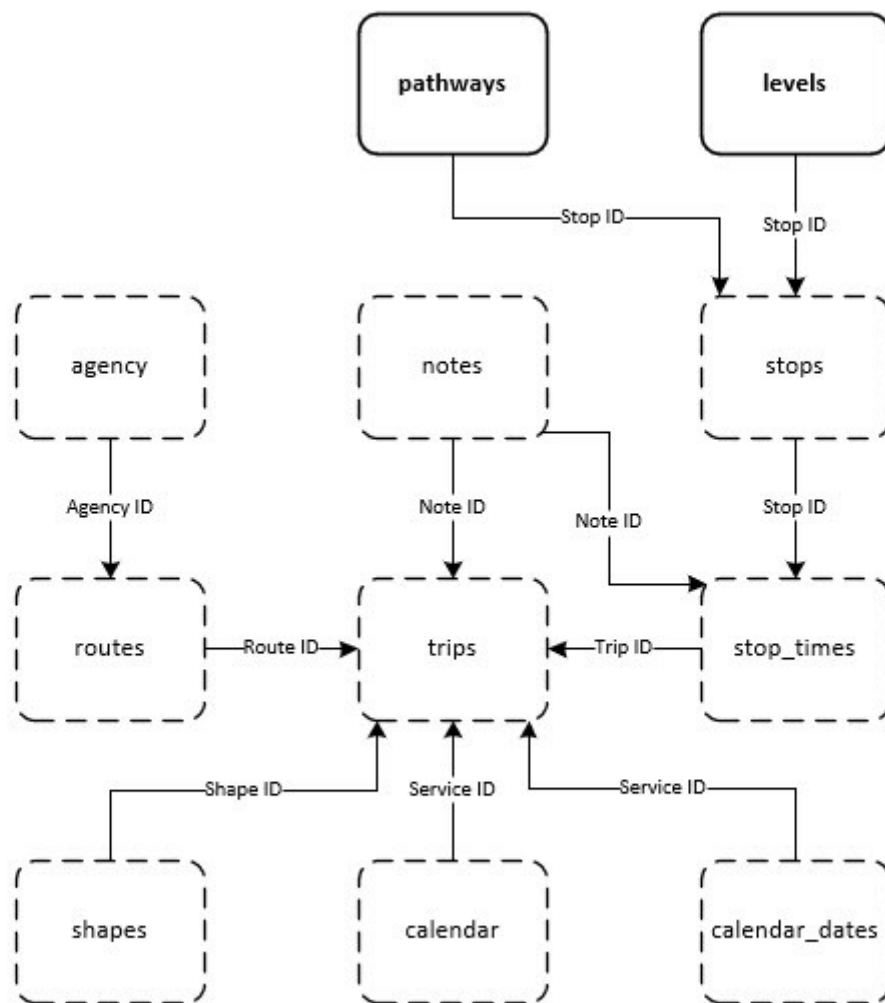 pathways
levels
Stop ID
Stop ID
agency
notes
stops
Agency ID
Note ID
Note ID
Stop ID
routes
Route ID
trips
Trip ID
stop_times
Shape ID
Service ID
Service ID
shapes
calendar
calendar_dates